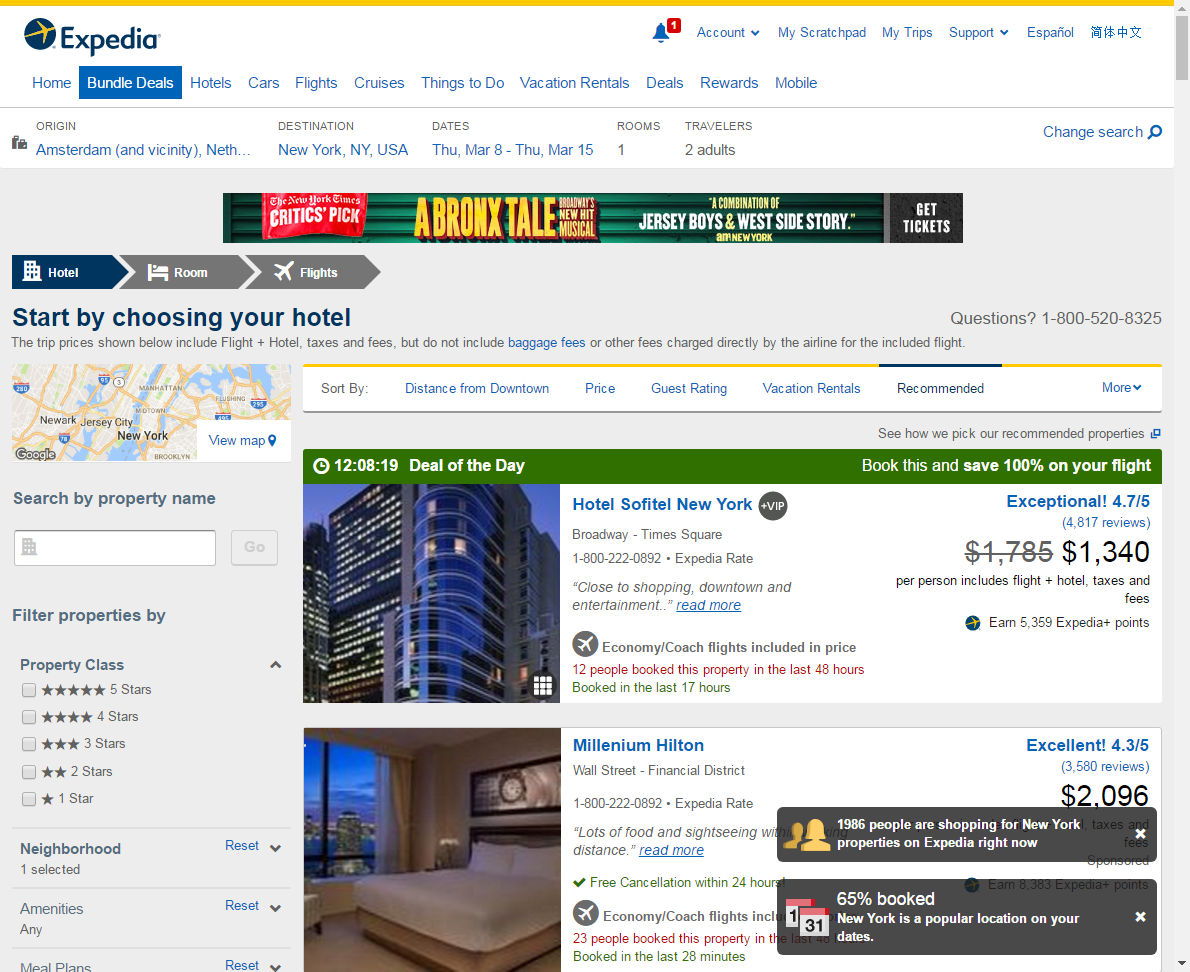 Expedia
1
Account
My Scratchpad
My Trips
Support
Español
简体中文
Home
Bundle Deals
Hotels
Cars
Flights
Cruises
Things to Do
Vacation Rentals
Deals
Rewards
Mobile
ORIGIN
Amsterdam (and vicinity), Neth...
DESTINATION
New York, NY, USA
DATES
Thu, Mar 8 - Thu, Mar 15
ROOMS
1
TRAVELERS
2 adults
Change search
The New York Times
CRITICS' PICK
A BRONX TALE
BROADWAY'S
NEW HIT
MUSICAL
"A COMBINATION OF
JERSEY BOYS & WEST SIDE STORY."
amNEWYORK
GET
TICKETS
Hotel
Room
Flights
Start by choosing your hotel
Questions? 1-800-520-8325
The trip prices shown below include Flight + Hotel, taxes and fees, but do not include baggage fees or other fees charged directly by the airline for the included flight.
280
95
3
MANHATTAN
FLUSHING
MIDTOWN
295
495
Newark
Jersey City
78
New York
BROOKLYN
Google
View map
Sort By:
Distance from Downtown
Price
Guest Rating
Vacation Rentals
Recommended
More
See how we pick our recommended properties
Search by property name
Go
Filter properties by
Property Class
★★★★★ 5 Stars
★★★★ 4 Stars
★★★ 3 Stars
★★ 2 Stars
★ 1 Star
Neighborhood
Reset
1 selected
Amenities
Reset
Any
Meal Plans
Reset
12:08:19 Deal of the Day
Book this and save 100% on your flight
Hotel Sofitel New York
+VIP
Broadway - Times Square
1-800-222-0892 • Expedia Rate
“Close to shopping, downtown and
entertainment..” read more
Economy/Coach flights included in price
12 people booked this property in the last 48 hours
Booked in the last 17 hours
Exceptional! 4.7/5
(4,817 reviews)
$1,785 $1,340
per person includes flight + hotel, taxes and
fees
Earn 5,359 Expedia+ points
Millenium Hilton
Wall Street - Financial District
1-800-222-0892 • Expedia Rate
“Lots of food and sightseeing within walking
distance.” read more
Free Cancellation within 24 hours!
Economy/Coach flights inclu
23 people booked this property in the last 48 hours
Booked in the last 28 minutes
Excellent! 4.3/5
(3,580 reviews)
$2,096
taxes and
fees
Sponsored
Earn 8,383 Expedia+ points
1986 people are shopping for New York
properties on Expedia right now
1
31
65% booked
New York is a popular location on your
dates.